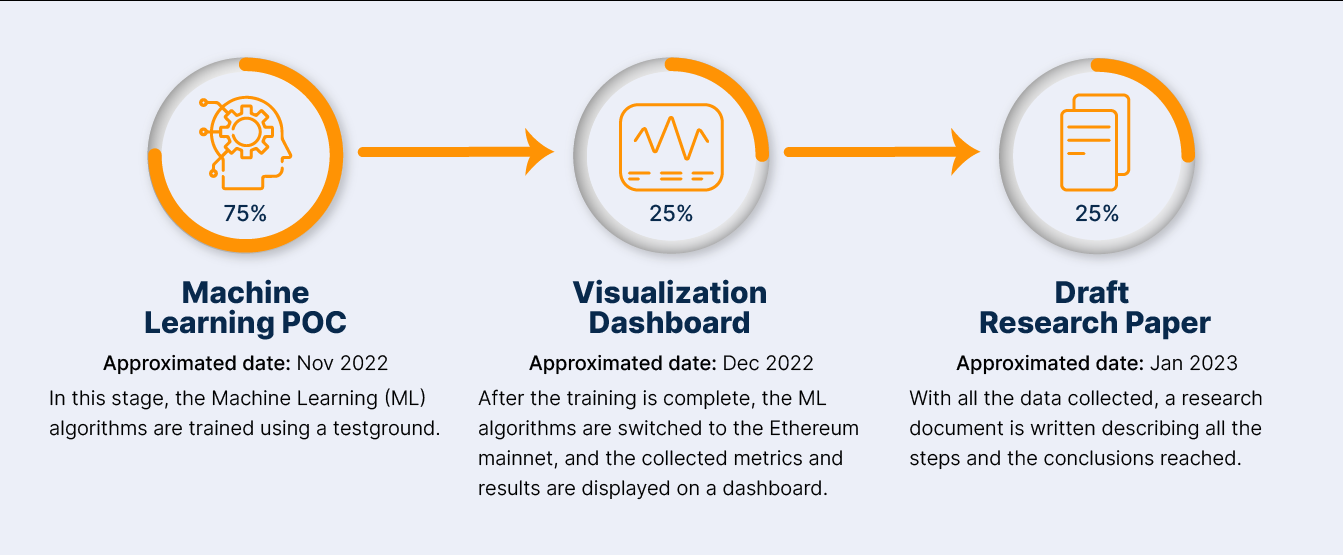 75%
Machine
Learning POC
Approximated date: Nov 2022
In this stage, the Machine Learning (ML)
algorithms are trained using a testground.
25%
Visualization
Dashboard
Approximated date: Dec 2022
After the training is complete, the ML
algorithms are switched to the Ethereum
mainnet, and the collected metrics and
results are displayed on a dashboard.
25%
Draft
Research Paper
Approximated date: Jan 2023
With all the data collected, a research
document is written describing all the
steps and the conclusions reached.